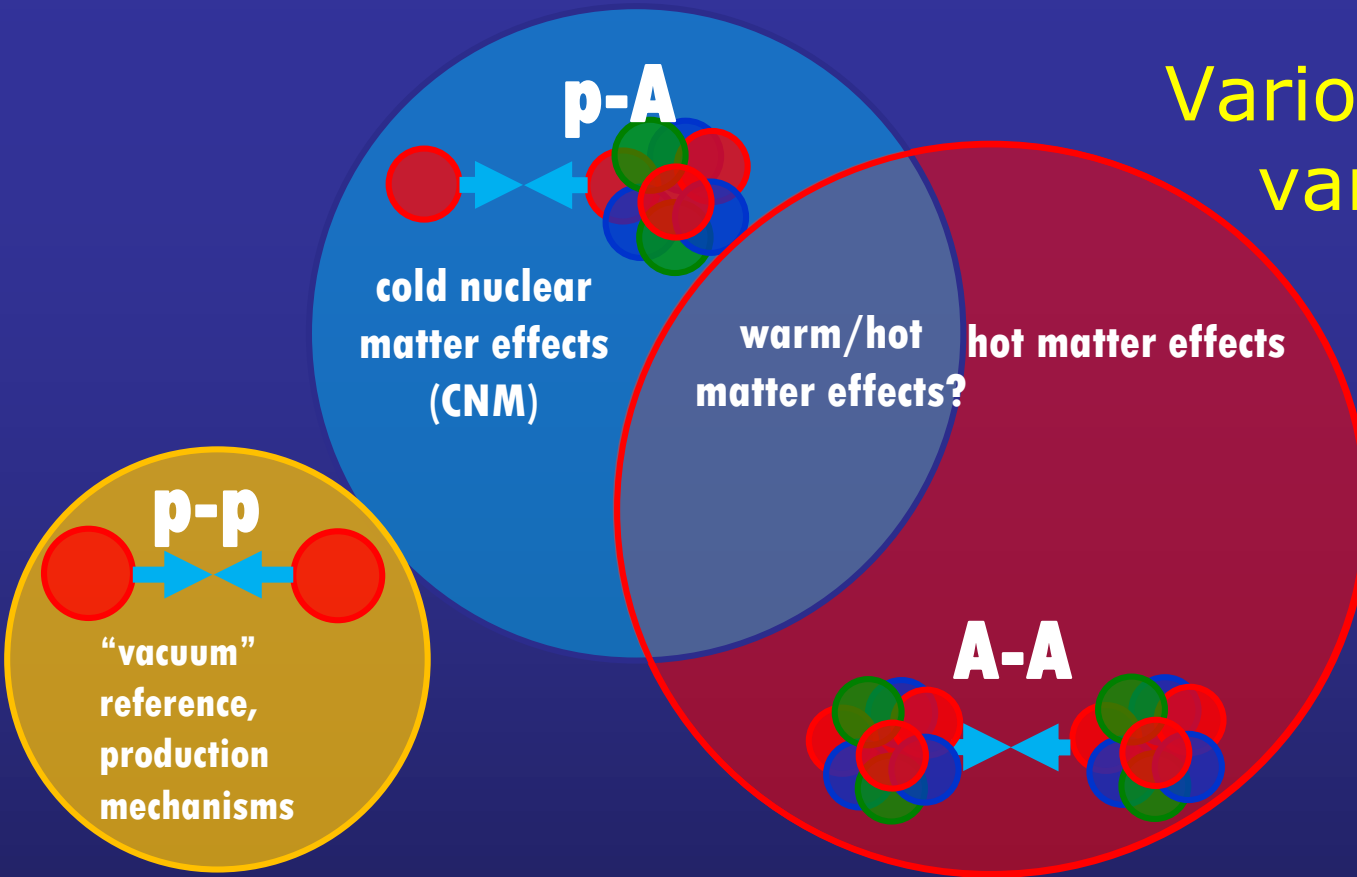 p-A
cold nuclear
matter effects
(CNM)
warm/hot
matter effects?
hot matter effects
p-p
“vacuum”
reference,
production
mechanisms
A-A